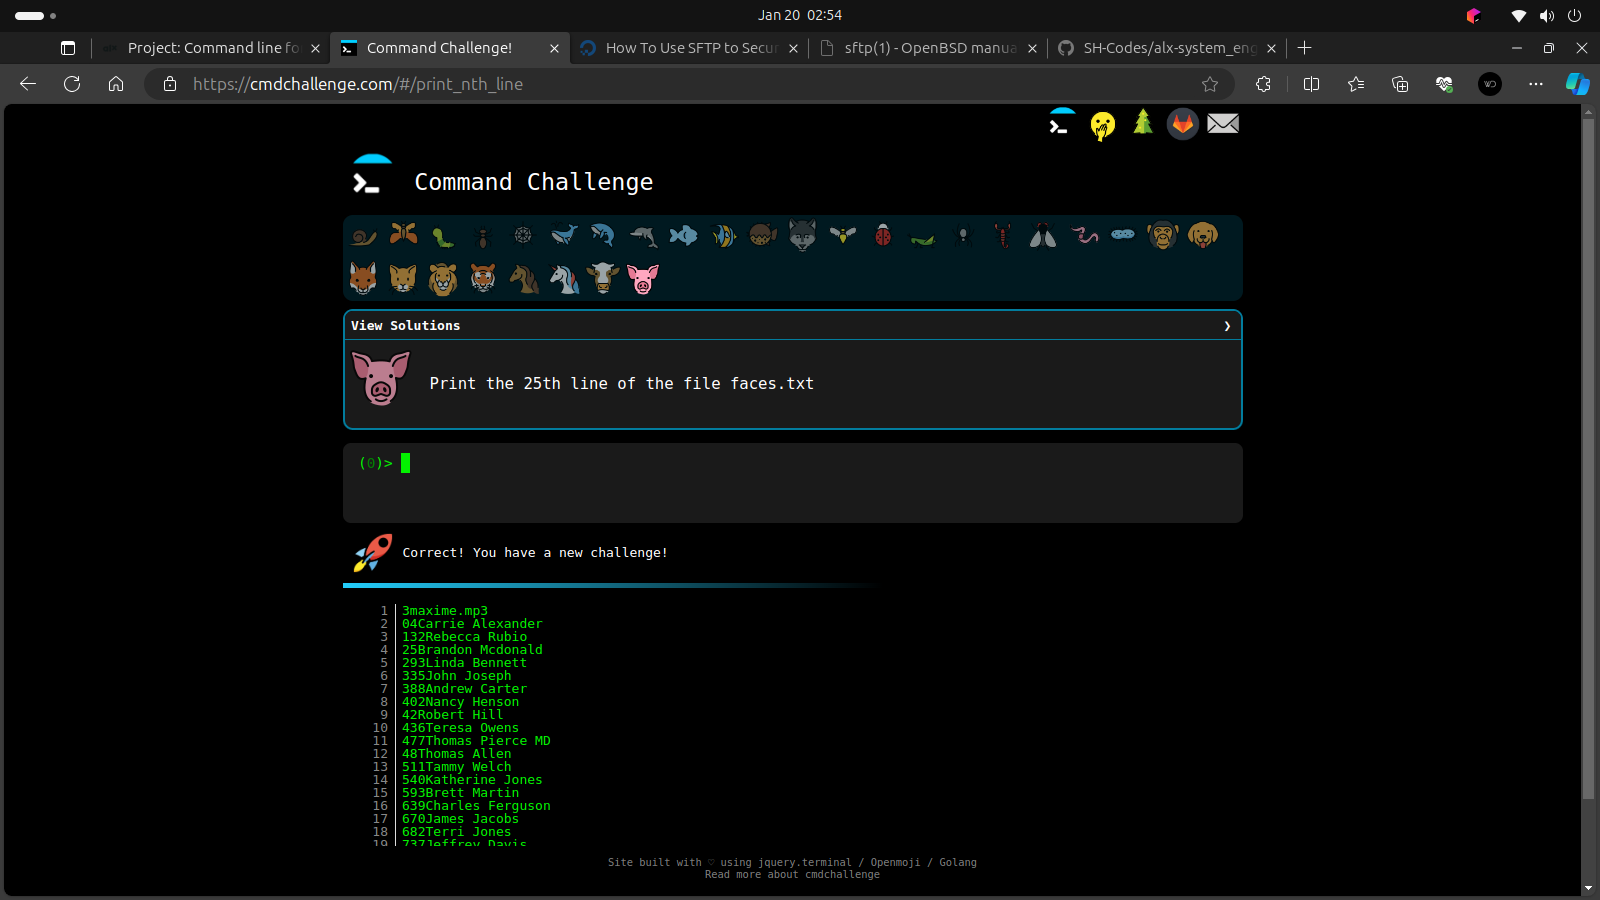 Jan 20 02:54
Project: Command line fo
Command Challenge!
How To Use SFTP to Secur
sftp(1) - OpenBSD manua
SH-Codes/alx-system_eng
https://cmdchallenge.com/#/print_nth_line
Command Challenge
View Solutions
Print the 25th line of the file faces.txt
(0)>
Correct! You have a new challenge!
1 3maxime.mp3
2 04Carrie Alexander
3 132Rebecca Rubio
4 25Brandon Mcdonald
5 293Linda Bennett
6 335John Joseph
7 388Andrew Carter
8 402Nancy Henson
9 42Robert Hill
10 436Teresa Owens
11 477Thomas Pierce MD
12 48Thomas Allen
13 511Tammy Welch
14 540Katherine Jones
15 593Brett Martin
16 639Charles Ferguson
17 670James Jacobs
18 682Terri Jones
19 737Jeffrey Davis
Site built with ♡ using jquery.terminal / Openmoji / Golang
Read more about cmdchallenge